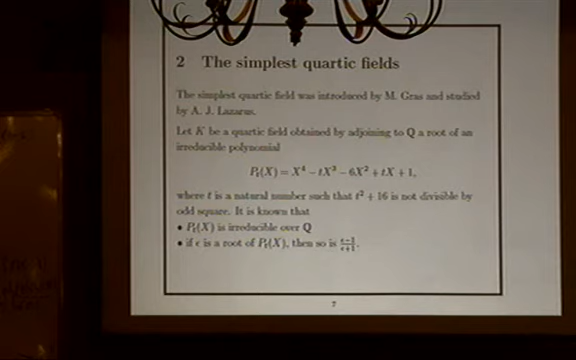 2 The simplest quartic fields
The simplest quartic field was introduced by M. Gras and studied
by A. J. Lazarus.
Let K be a quartic field obtained by adjoining to Q a root of an
irreducible polynomial
P_t(X) = X^4 − tX^3 − 6X^2 + tX + 1,
where t is a natural number such that t^2 + 16 is not divisible by
odd square. It is known that
• P_t(X) is irreducible over Q
• if ε is a root of P_t(X), then so is (ε−1)/(ε+1).
7